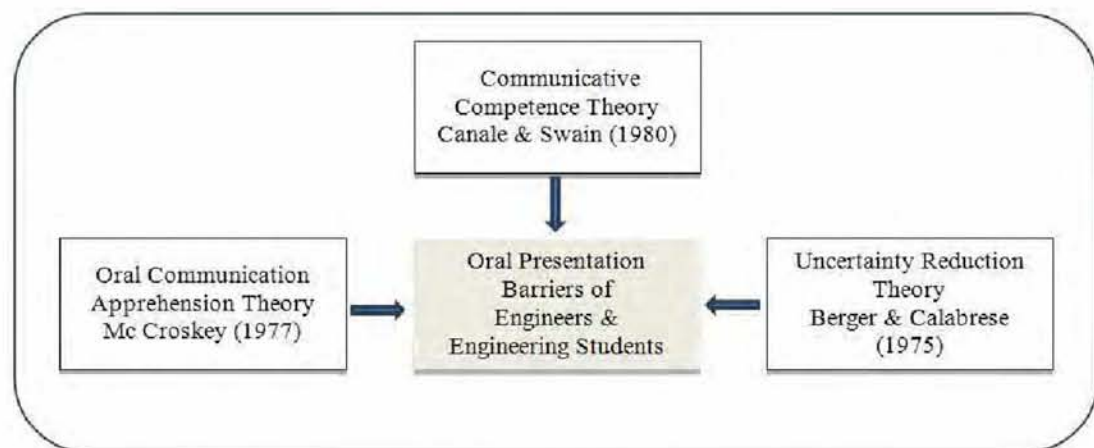 Communicative
Competence Theory
Canale & Swain (1980)
Oral Communication
Apprehension Theory
Mc Croskey (1977)
Oral Presentation
Barriers of
Engineers &
Engineering Students
Uncertainty Reduction
Theory
Berger & Calabrese
(1975)